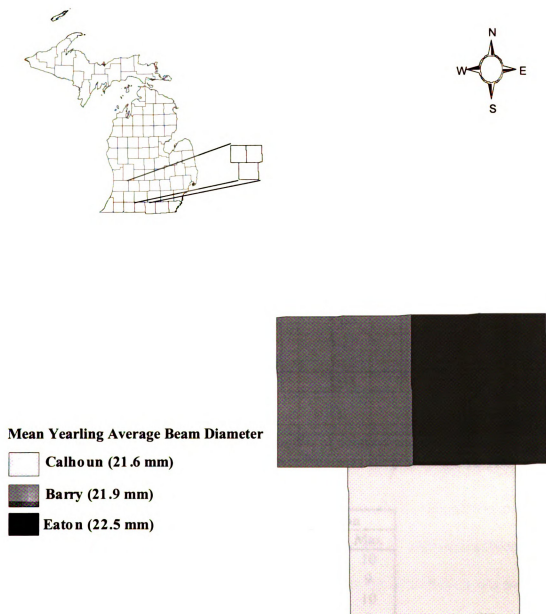 N
W E
S
Mean Yearling Average Beam Diameter
Calhoun (21.6 mm)
Barry (21.9 mm)
Eaton (22.5 mm)